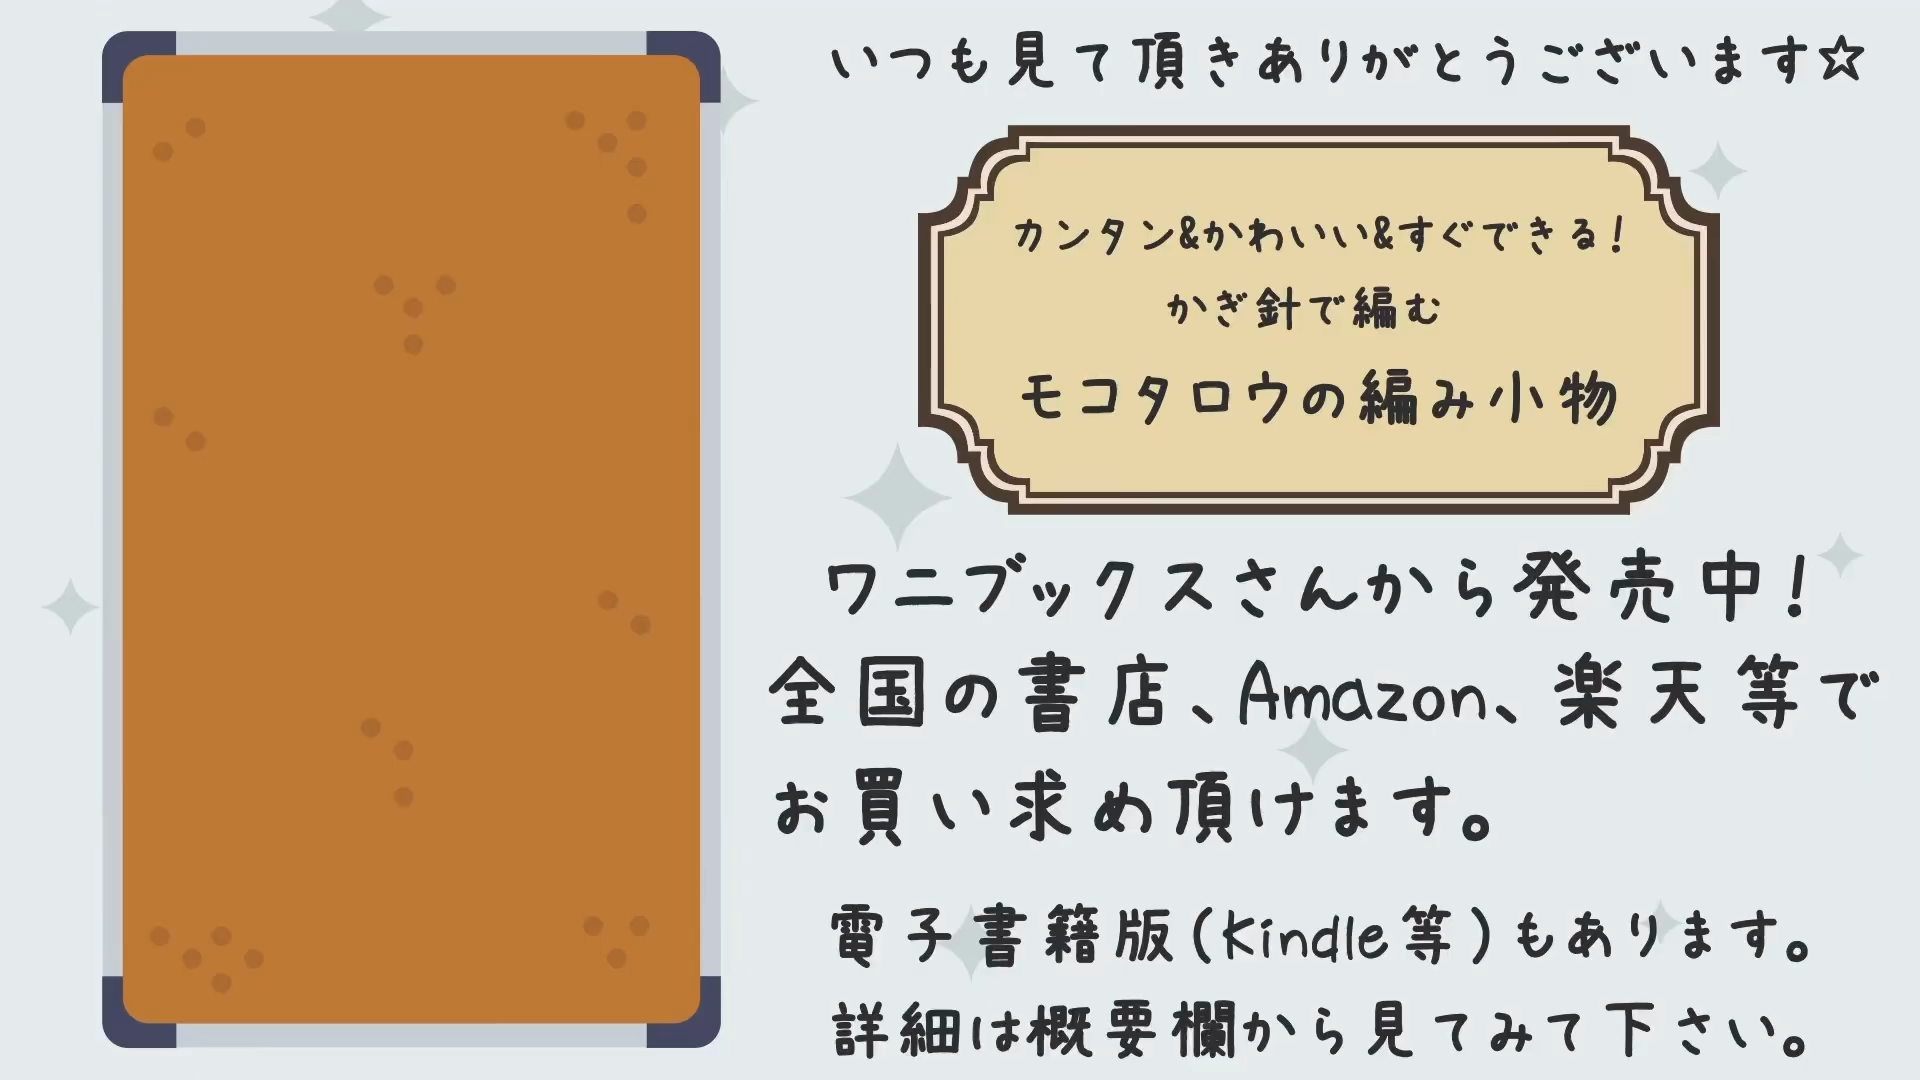 いつも見て頂きありがとうございます☆
カンタン&かわいい&すぐできる!
かぎ針で編む
モコタロウの編み小物
ワニブックスさんから発売中!
全国の書店、Amazon、楽天等で
お買い求め頂けます。
電子書籍版(Kindle等)もあります。
詳細は概要欄から見てみて下さい。